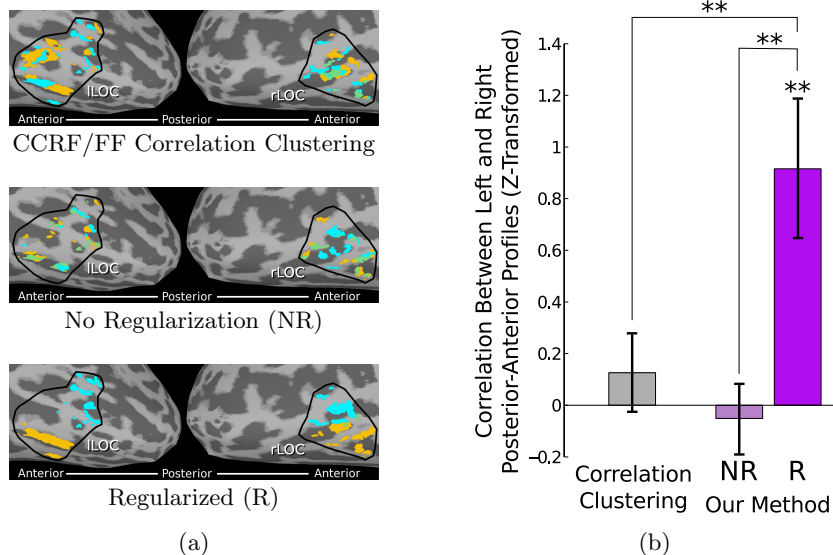 lLOC
rLOC
Anterior Posterior Anterior
CCRF/FF Correlation Clustering
lLOC
rLOC
Anterior Posterior Anterior
No Regularization (NR)
lLOC
rLOC
Anterior Posterior Anterior
Regularized (R)
(a)
Correlation Between Left and Right
Posterior-Anterior Profiles (Z-Transformed)
**
**
**
1.4
1.2
1
0.8
0.6
0.4
0.2
0
−0.2
Correlation
Clustering
NR R
Our Method
(b)